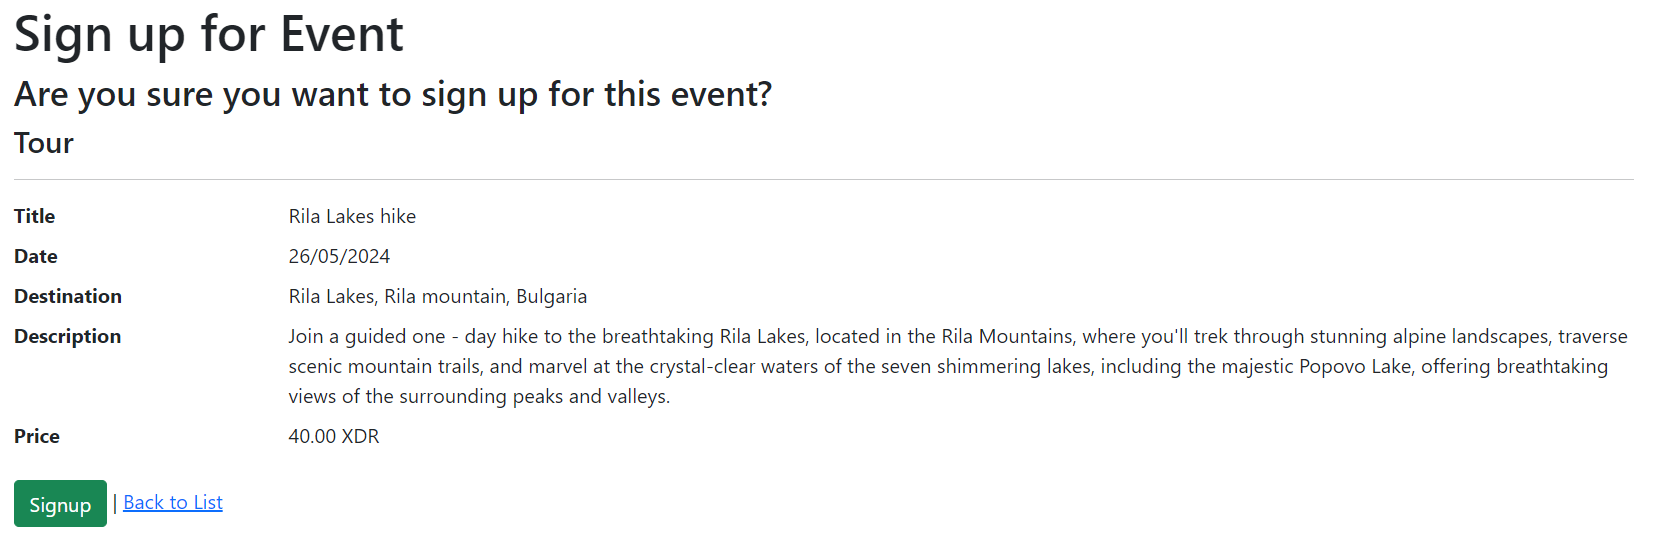 Sign up for Event
Are you sure you want to sign up for this event?
Tour
Title Rila Lakes hike
Date 26/05/2024
Destination Rila Lakes, Rila mountain, Bulgaria
Description Join a guided one - day hike to the breathtaking Rila Lakes, located in the Rila Mountains, where you'll trek through stunning alpine landscapes, traverse
scenic mountain trails, and marvel at the crystal-clear waters of the seven shimmering lakes, including the majestic Popovo Lake, offering breathtaking
views of the surrounding peaks and valleys.
Price 40.00 XDR
Signup | Back to List